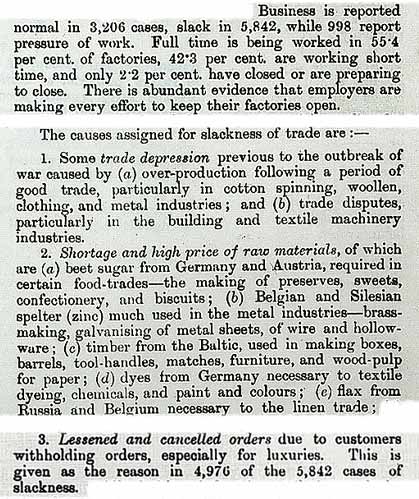 Business is reported
normal in 3,206 cases, slack in 5,842, while 998 report
pressure of work. Full time is being worked in 55·4
per cent. of factories, 42·3 per cent. are working short
time, and only 2·2 per cent. have closed or are preparing
to close. There is abundant evidence that employers are
making every effort to keep their factories open.
The causes assigned for slackness of trade are :—
1. Some trade depression previous to the outbreak of
war caused by (a) over-production following a period of
good trade, particularly in cotton spinning, woollen,
clothing, and metal industries ; and (b) trade disputes,
particularly in the building and textile machinery
industries.
2. Shortage and high price of raw materials, of which
are (a) beet sugar from Germany and Austria, required in
certain food-trades—the making of preserves, sweets,
confectionery, and biscuits ; (b) Belgian and Silesian
spelter (zinc) much used in the metal industries—brass-
making, galvanising of metal sheets, of wire and hollow-
ware ; (c) timber from the Baltic, used in making boxes,
barrels, tool-handles, matches, furniture, and wood-pulp
for paper ; (d) dyes from Germany necessary to textile
dyeing, chemicals, and paint and colours ; (e) flax from
Russia and Belgium necessary to the linen trade ;
3. Lessened and cancelled orders due to customers
withholding orders, especially for luxuries. This is
given as the reason in 4,976 of the 5,842 cases of
slackness.